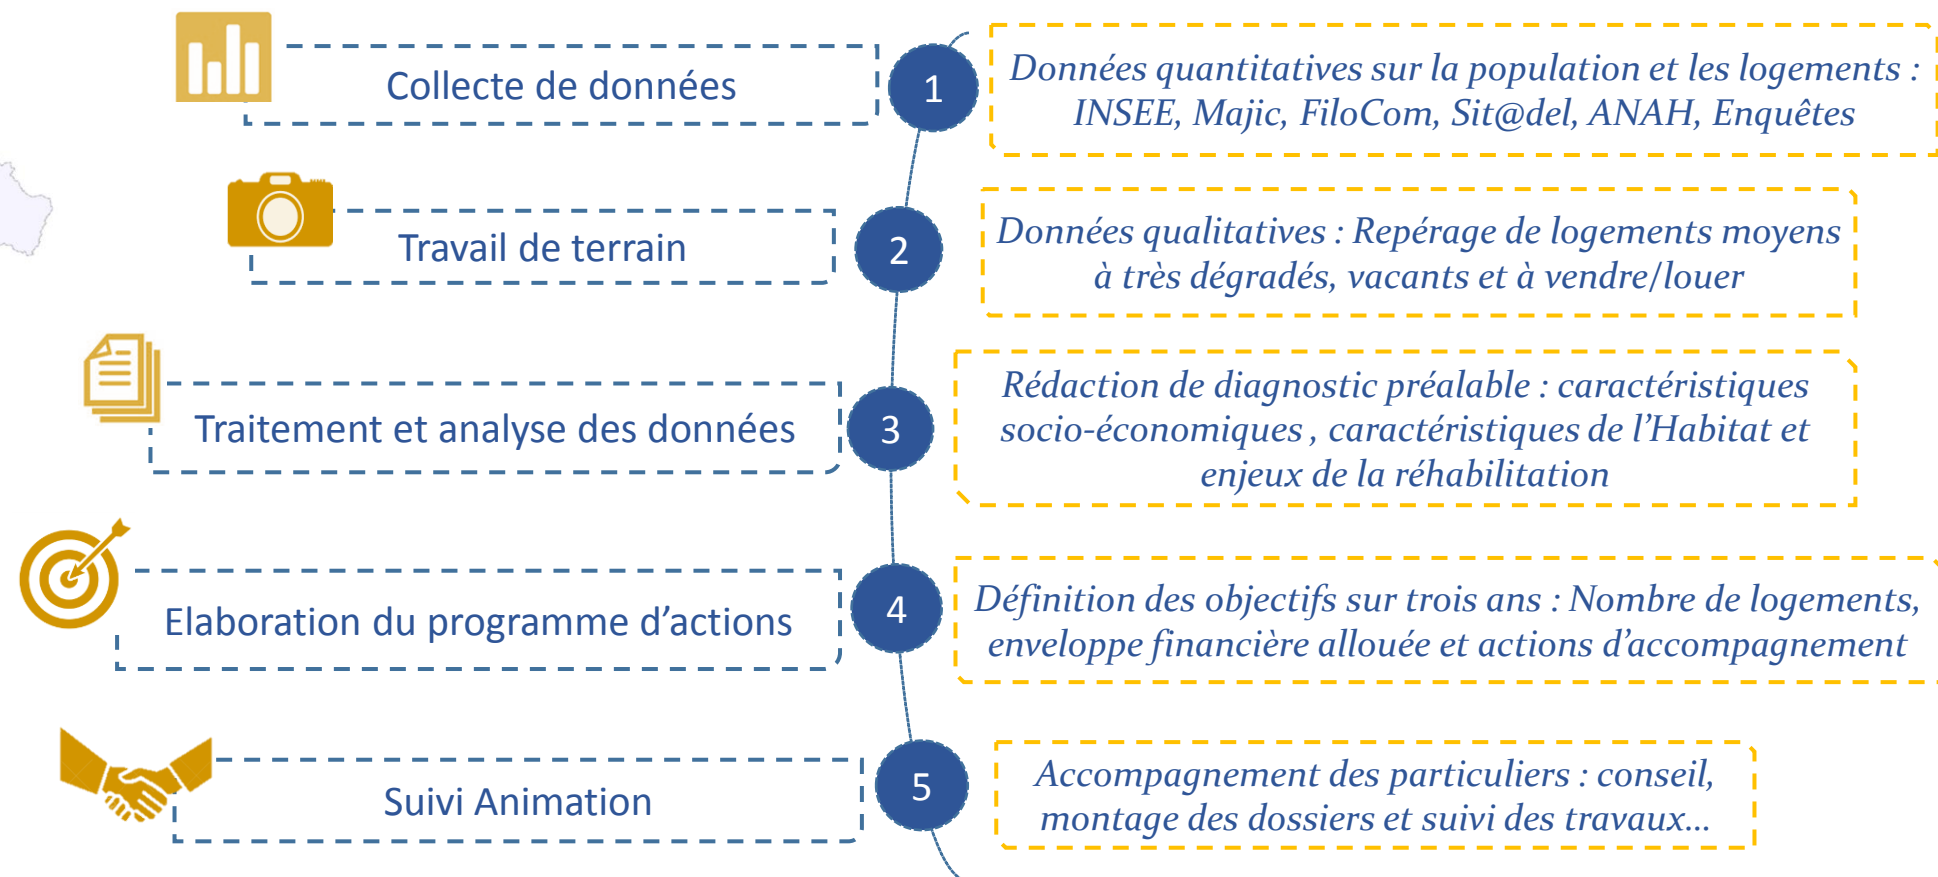 Collecte de données
1
Données quantitatives sur la population et les logements :
INSEE, Majic, FiloCom, Sit@del, ANAH, Enquêtes
Travail de terrain
2
Données qualitatives : Repérage de logements moyens
à très dégradés, vacants et à vendre/louer
Traitement et analyse des données
3
Rédaction de diagnostic préalable : caractéristiques
socio-économiques , caractéristiques de l’Habitat et
enjeux de la réhabilitation
Elaboration du programme d’actions
4
Définition des objectifs sur trois ans : Nombre de logements,
enveloppe financière allouée et actions d’accompagnement
Suivi Animation
5
Accompagnement des particuliers : conseil,
montage des dossiers et suivi des travaux...